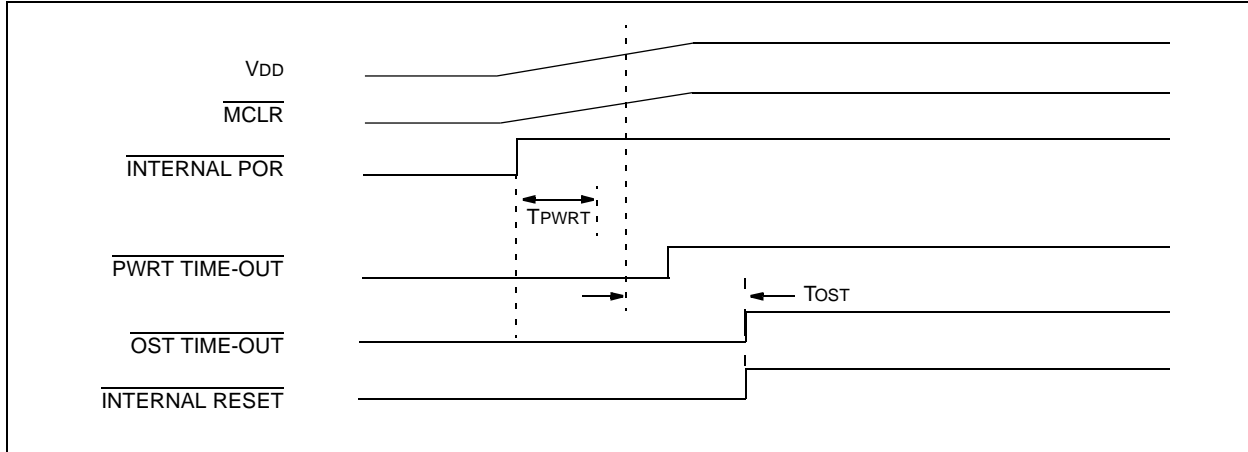 VDD
MCLR
INTERNAL POR
TPWRT
PWRT TIME-OUT
TOST
OST TIME-OUT
INTERNAL RESET